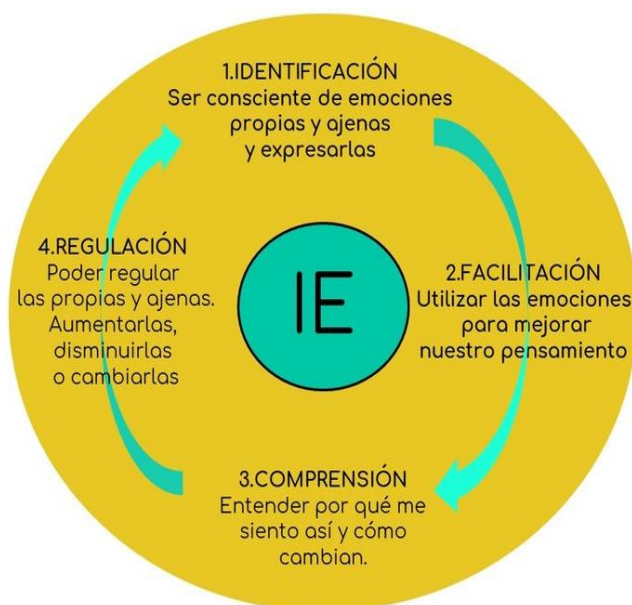 1.IDENTIFICACIÓN
Ser consciente de emociones
propias y ajenas
y expresarlas
4.REGULACIÓN
Poder regular
las propias y ajenas.
Aumentarlas,
disminuirlas
o cambiarlas
IE
2.FACILITACIÓN
Utilizar las emociones
para mejorar
nuestro pensamiento
3.COMPRENSIÓN
Entender por qué me
siento así y cómo
cambian.